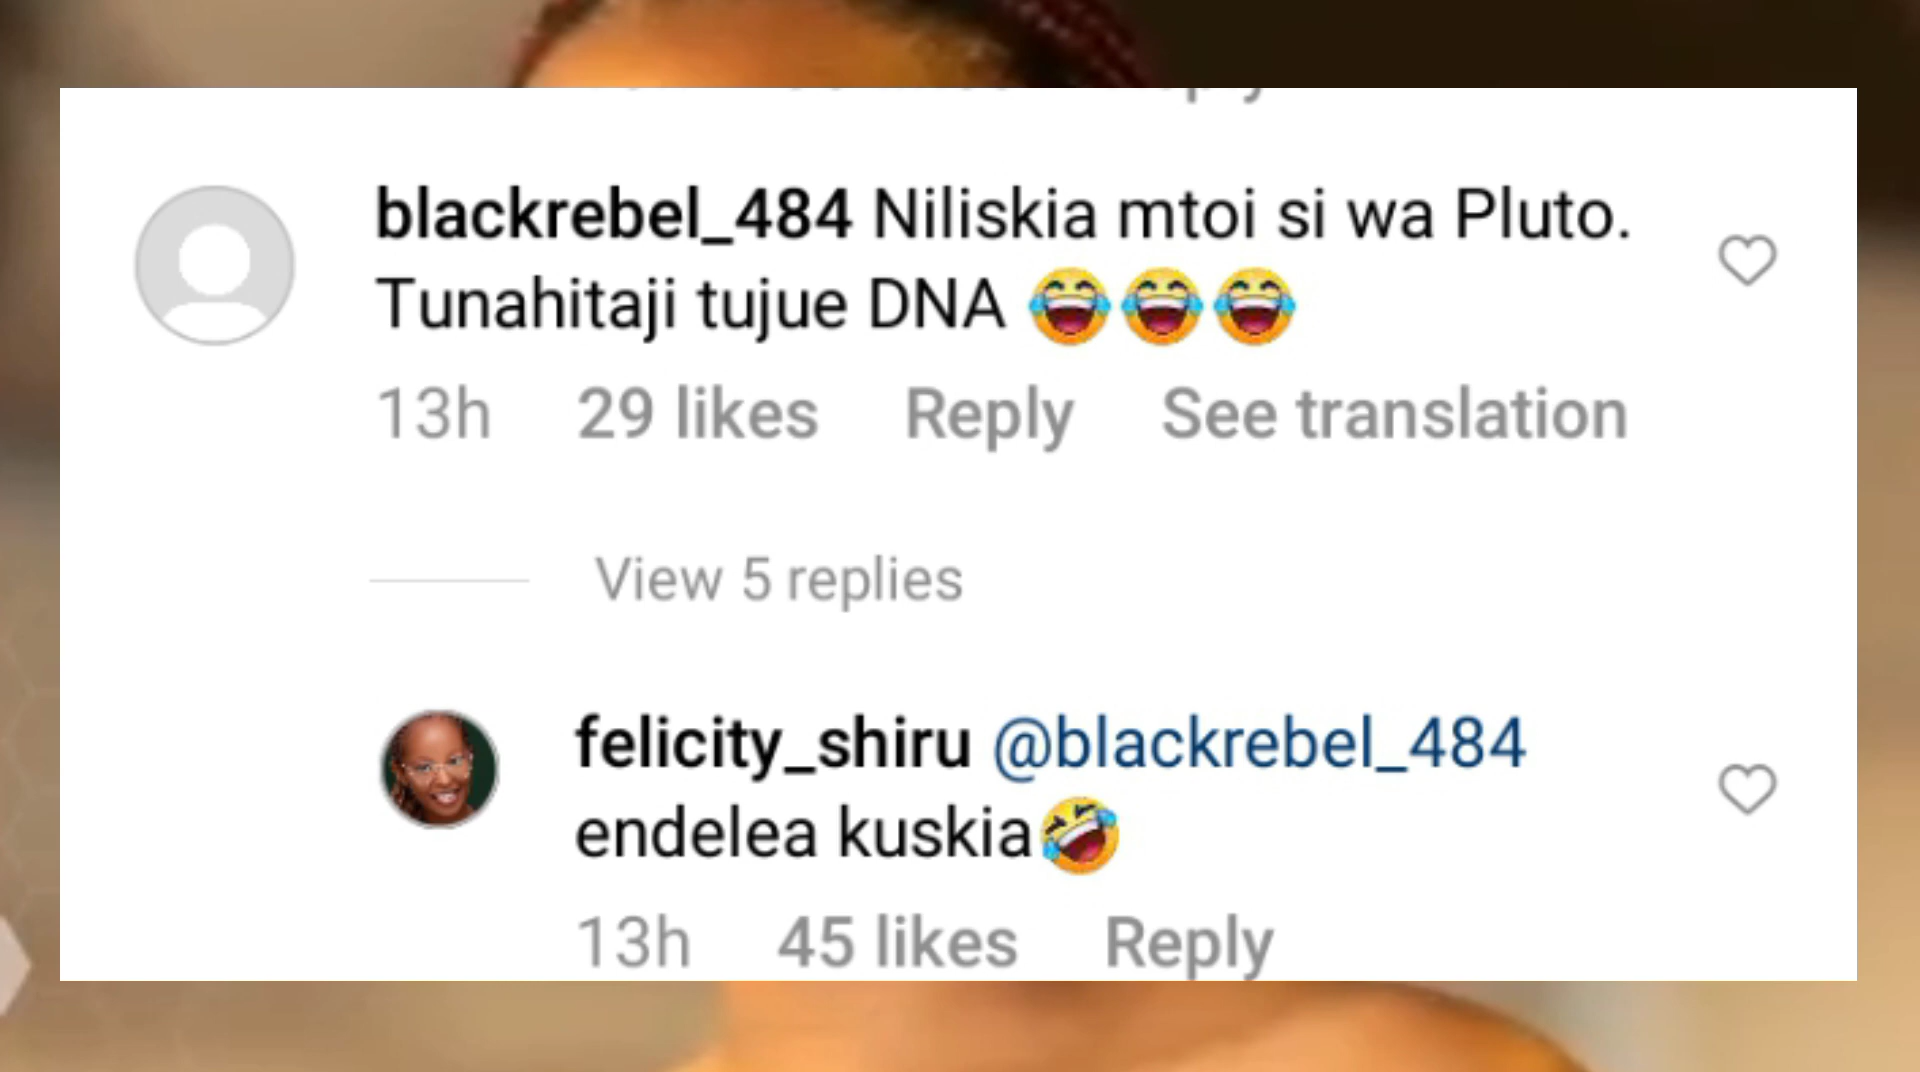 blackrebel_484 Niliskia mtoi si wa Pluto.
Tunahitaji tujue DNA 😂😂😂
13h 29 likes Reply See translation
View 5 replies
felicity_shiru @blackrebel_484
endelea kuskia🤣
13h 45 likes Reply